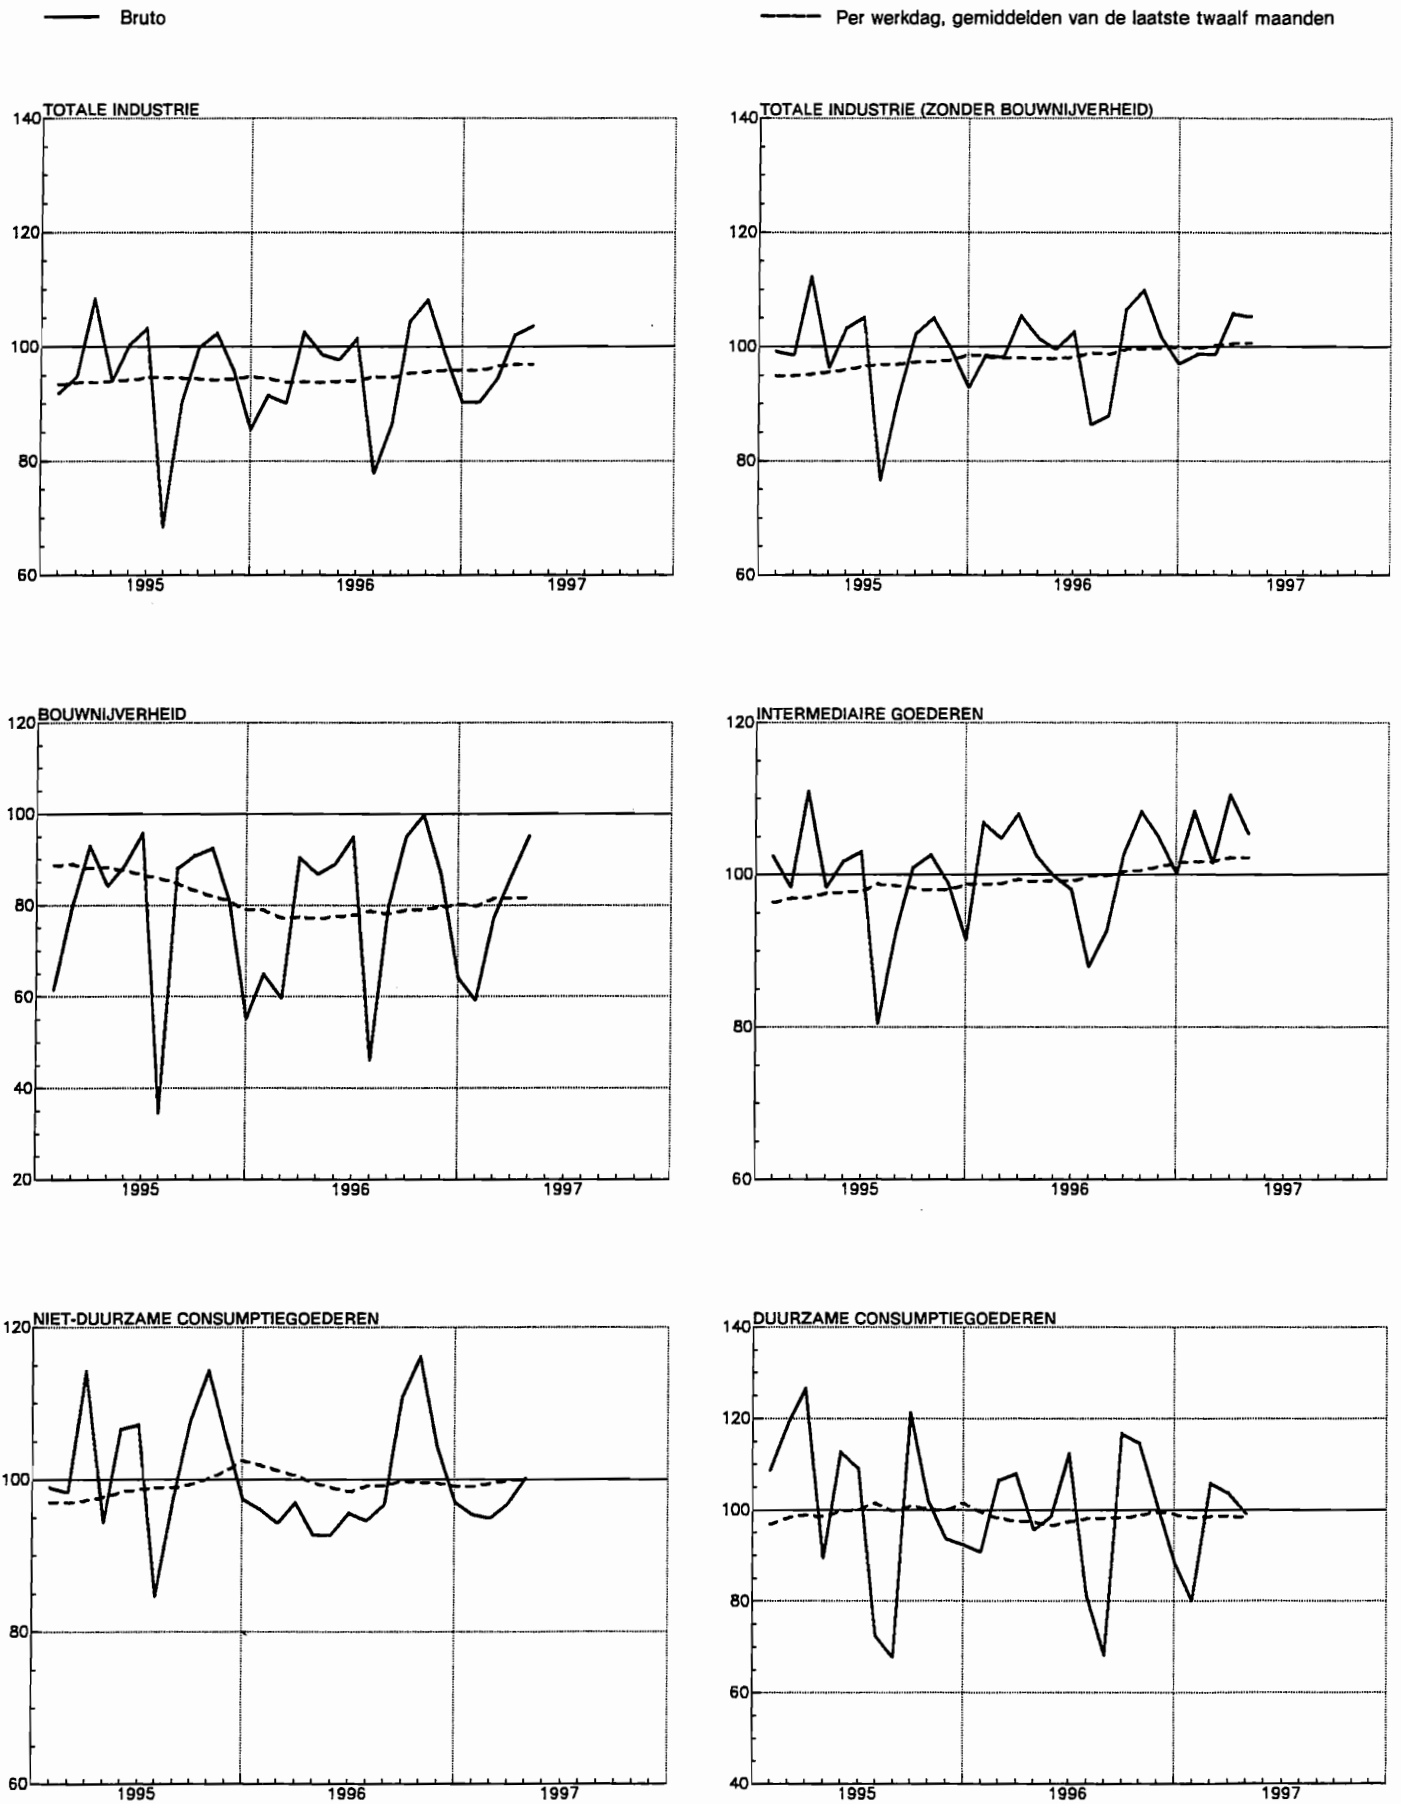 Bruto
Per werkdag, gemiddelden van de laatste twaalf maanden
TOTALE INDUSTRIE
140
120
100
80
60
1995 1996 1997
TOTALE INDUSTRIE (ZONDER BOUWNIJVERHEID)
140
120
100
80
60
1995 1996 1997
BOUWNIJVERHEID
120
100
80
60
40
20
1995 1996 1997
INTERMEDIAIRE GOEDEREN
120
100
80
60
1995 1996 1997
NIET-DUURZAME CONSUMPTIEGOEDEREN
120
100
80
60
1995 1996 1997
DUURZAME CONSUMPTIEGOEDEREN
140
120
100
80
60
40
1995 1996 1997